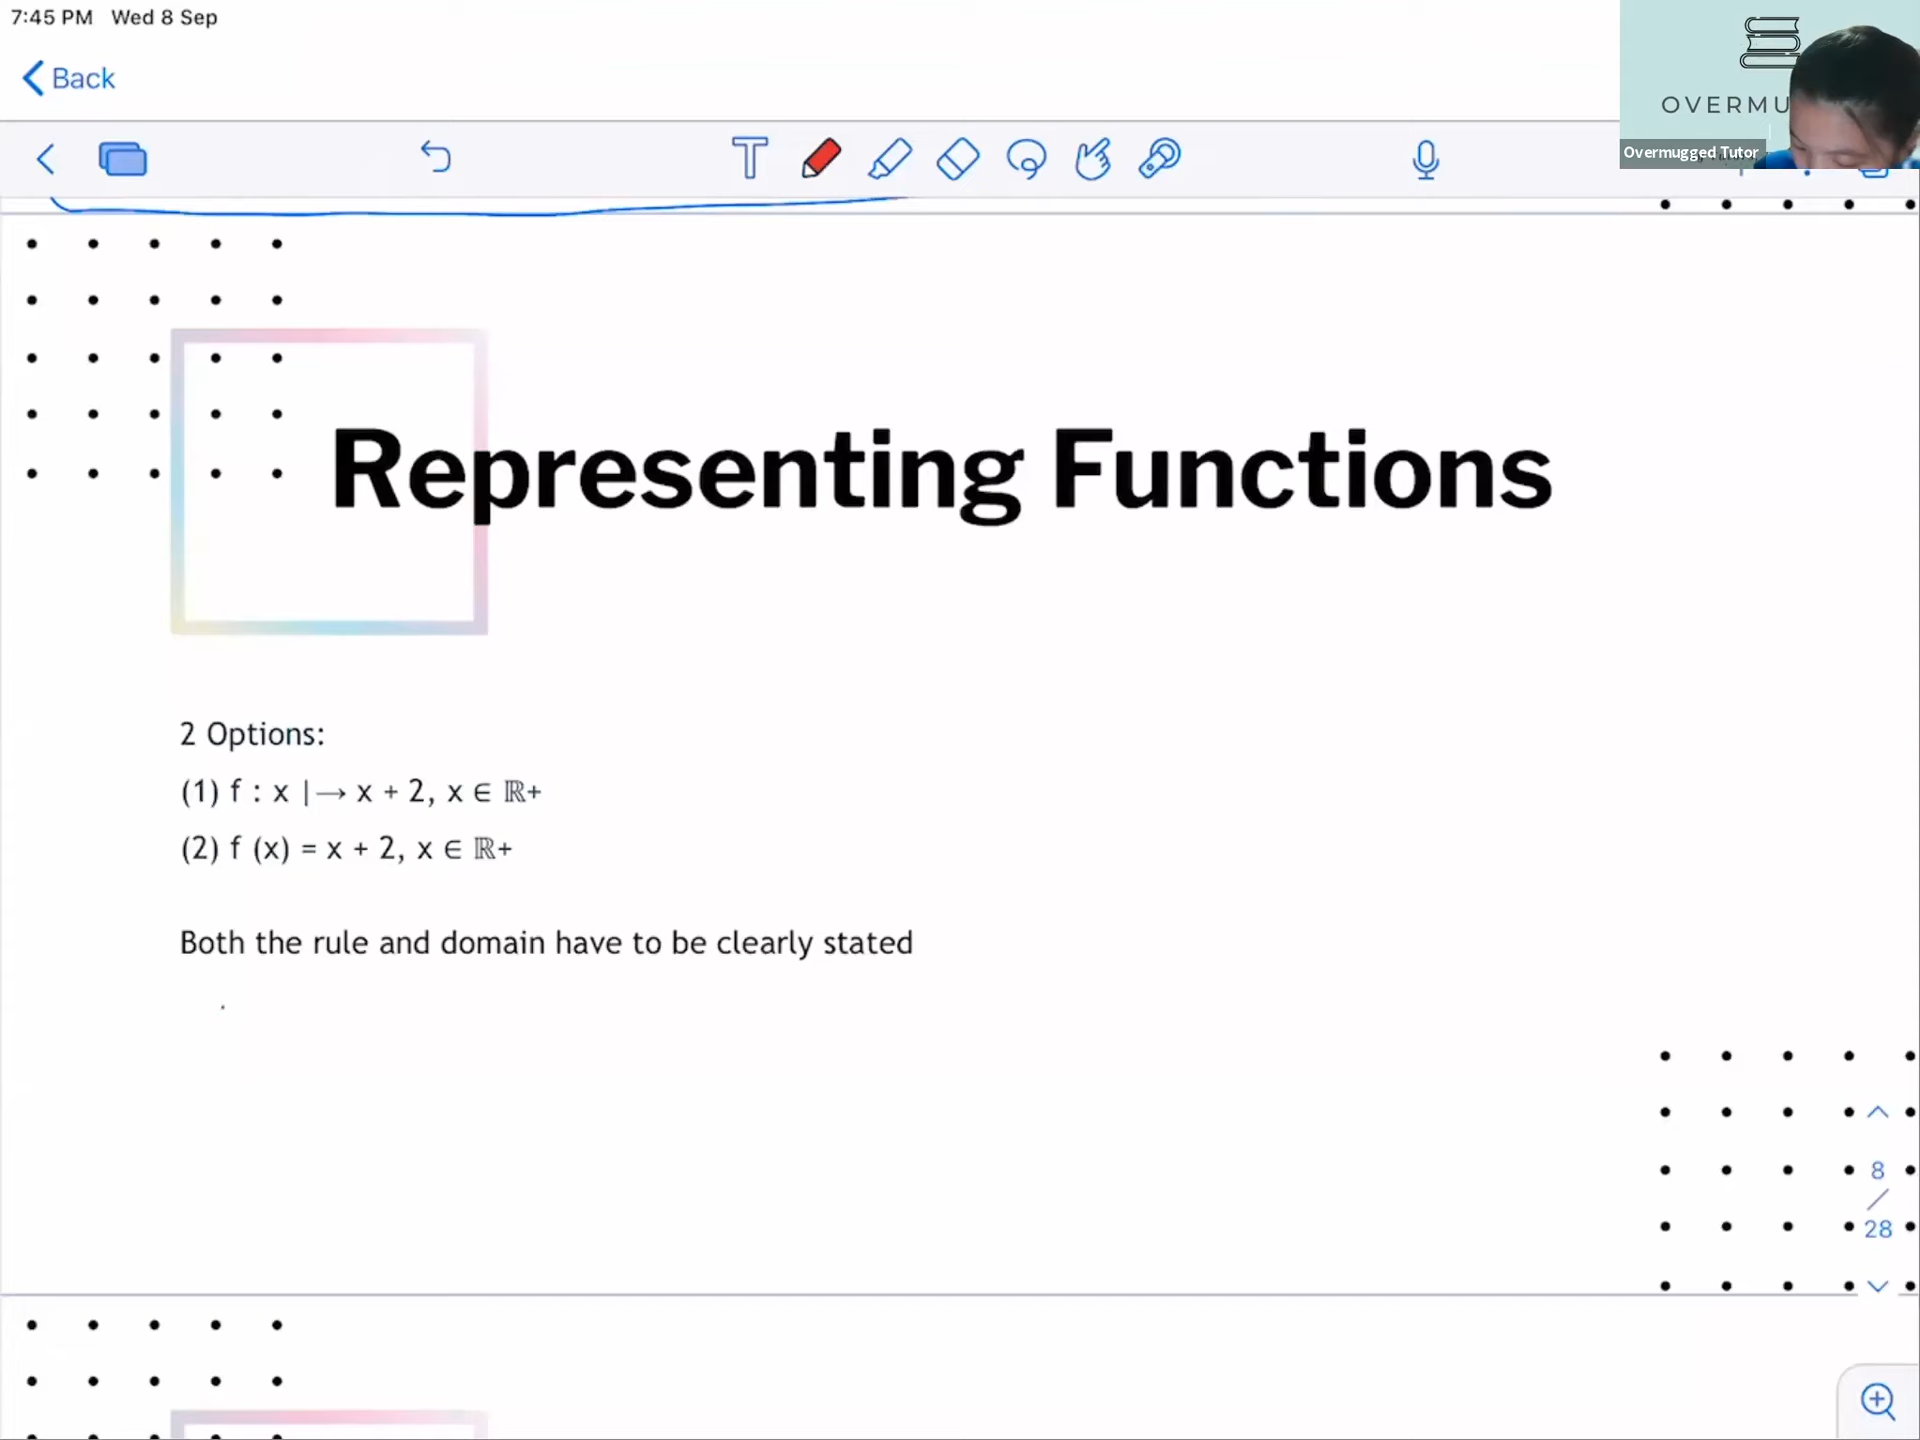 7:45 PM Wed 8 Sep
Back
OVERMU
Overmugged Tutor
Representing Functions
2 Options:
(1) f : x |→ x + 2, x ∈ ℝ+
(2) f (x) = x + 2, x ∈ ℝ+
Both the rule and domain have to be clearly stated
8
/
28